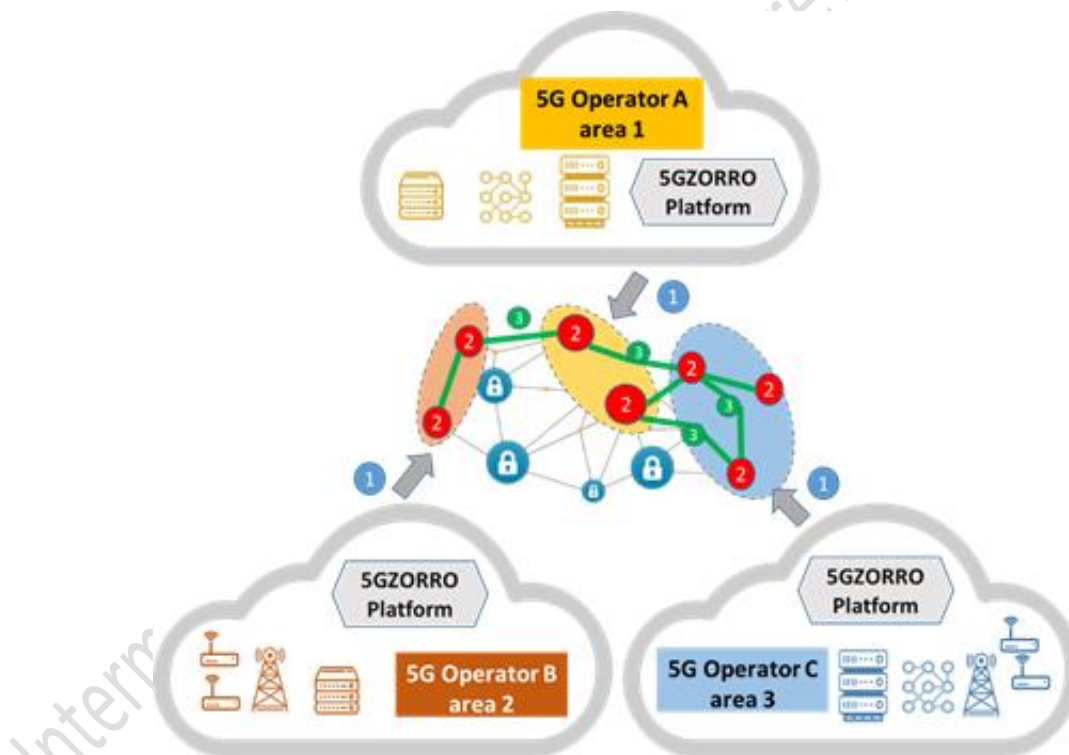 5G Operator A
area 1
5GZORRO
Platform
1
3
2
2
3
2
2
2
2
3
3
2
1
1
5GZORRO
Platform
5G Operator B
area 2
5GZORRO
Platform
5G Operator C
area 3